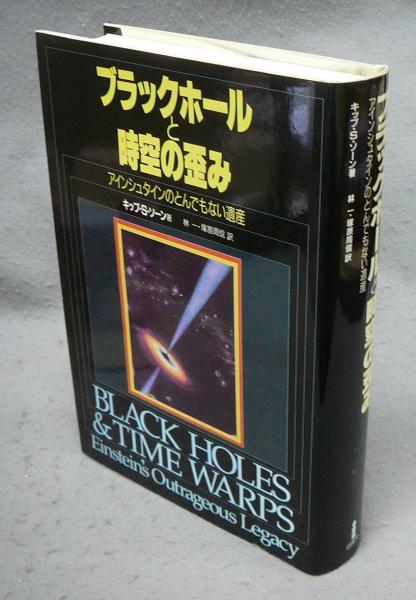 ブラックホール
と
時空の歪み
アインシュタインのとんでもない遺産
キップ・S・ソーン著 林 一・塚原周信 訳
BLACK HOLES
& TIME WARPS
Einstein's Outrageous Legacy
ブラックホールと時空の歪み
アインシュタインのとんでもない遺産
キップ・S・ソーン著 林 一・塚原周信 訳